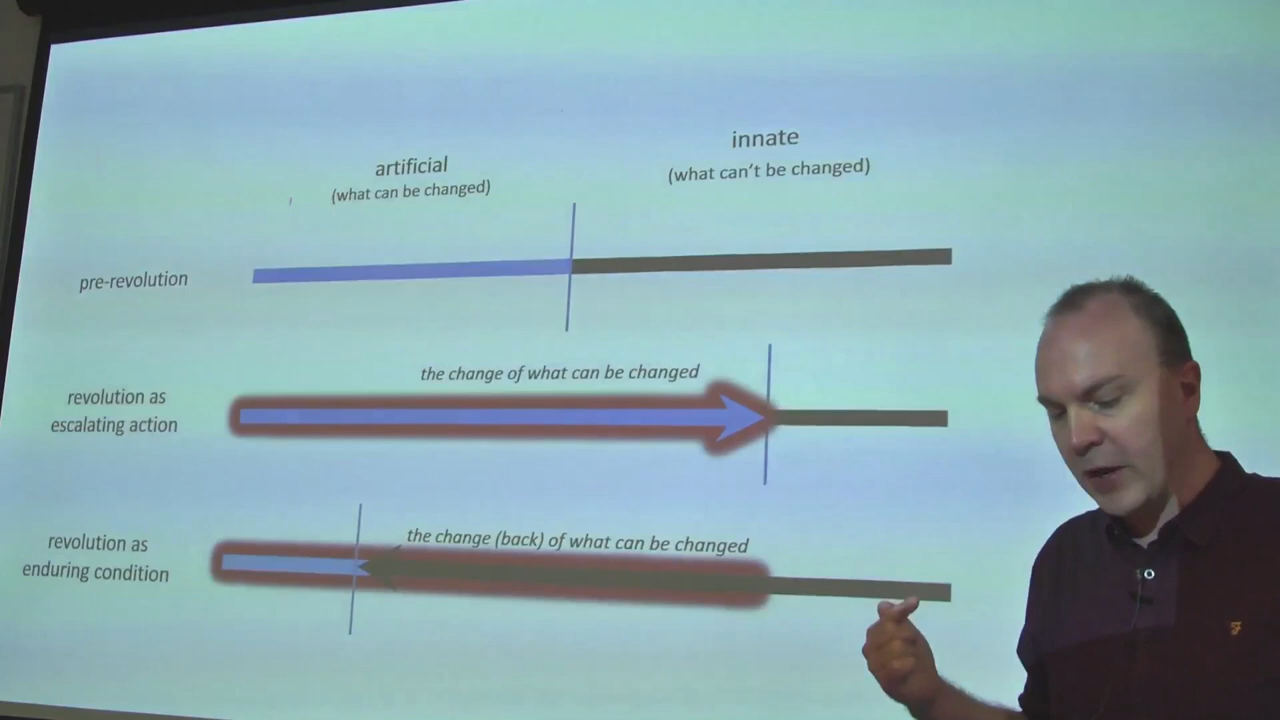 artificial
(what can be changed)
innate
(what can't be changed)
pre-revolution
the change of what can be changed
revolution as
escalating action
the change (back) of what can be changed
revolution as
enduring condition